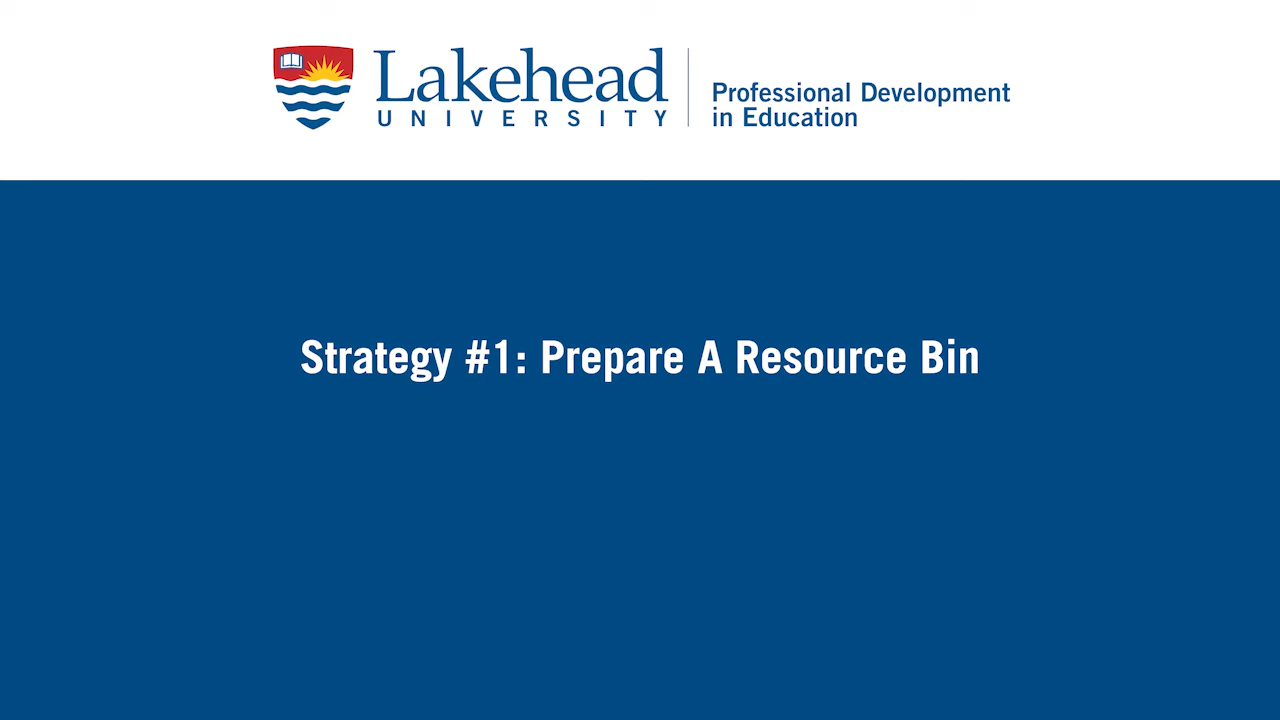 Lakehead
UNIVERSITY
Professional Development
in Education
Strategy #1: Prepare A Resource Bin